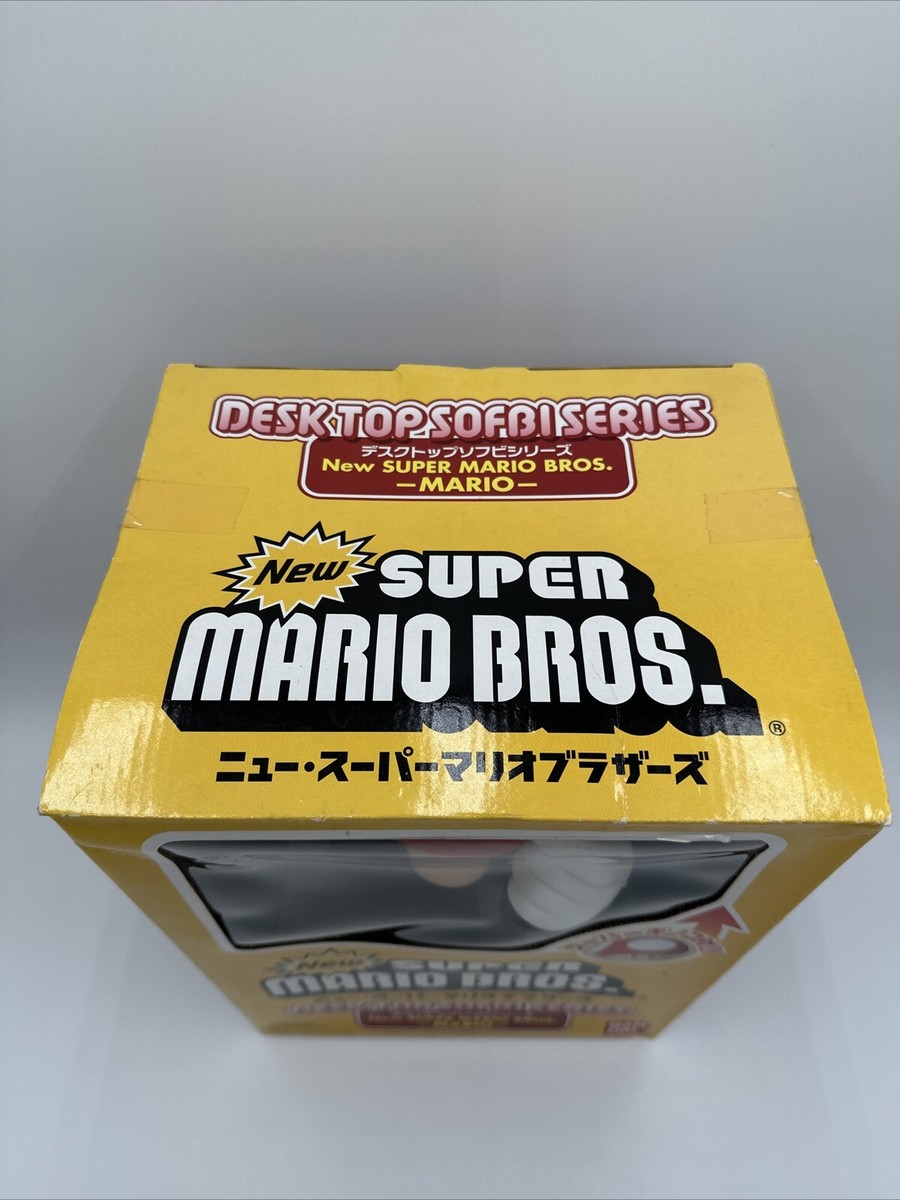 DESK TOP SOFBI SERIES
デスクトップソフビシリーズ
New SUPER MARIO BROS.
–MARIO–
New SUPER
MARIO BROS.®
ニュー・スーパーマリオブラザーズ
New SUPER
MARIO BROS.